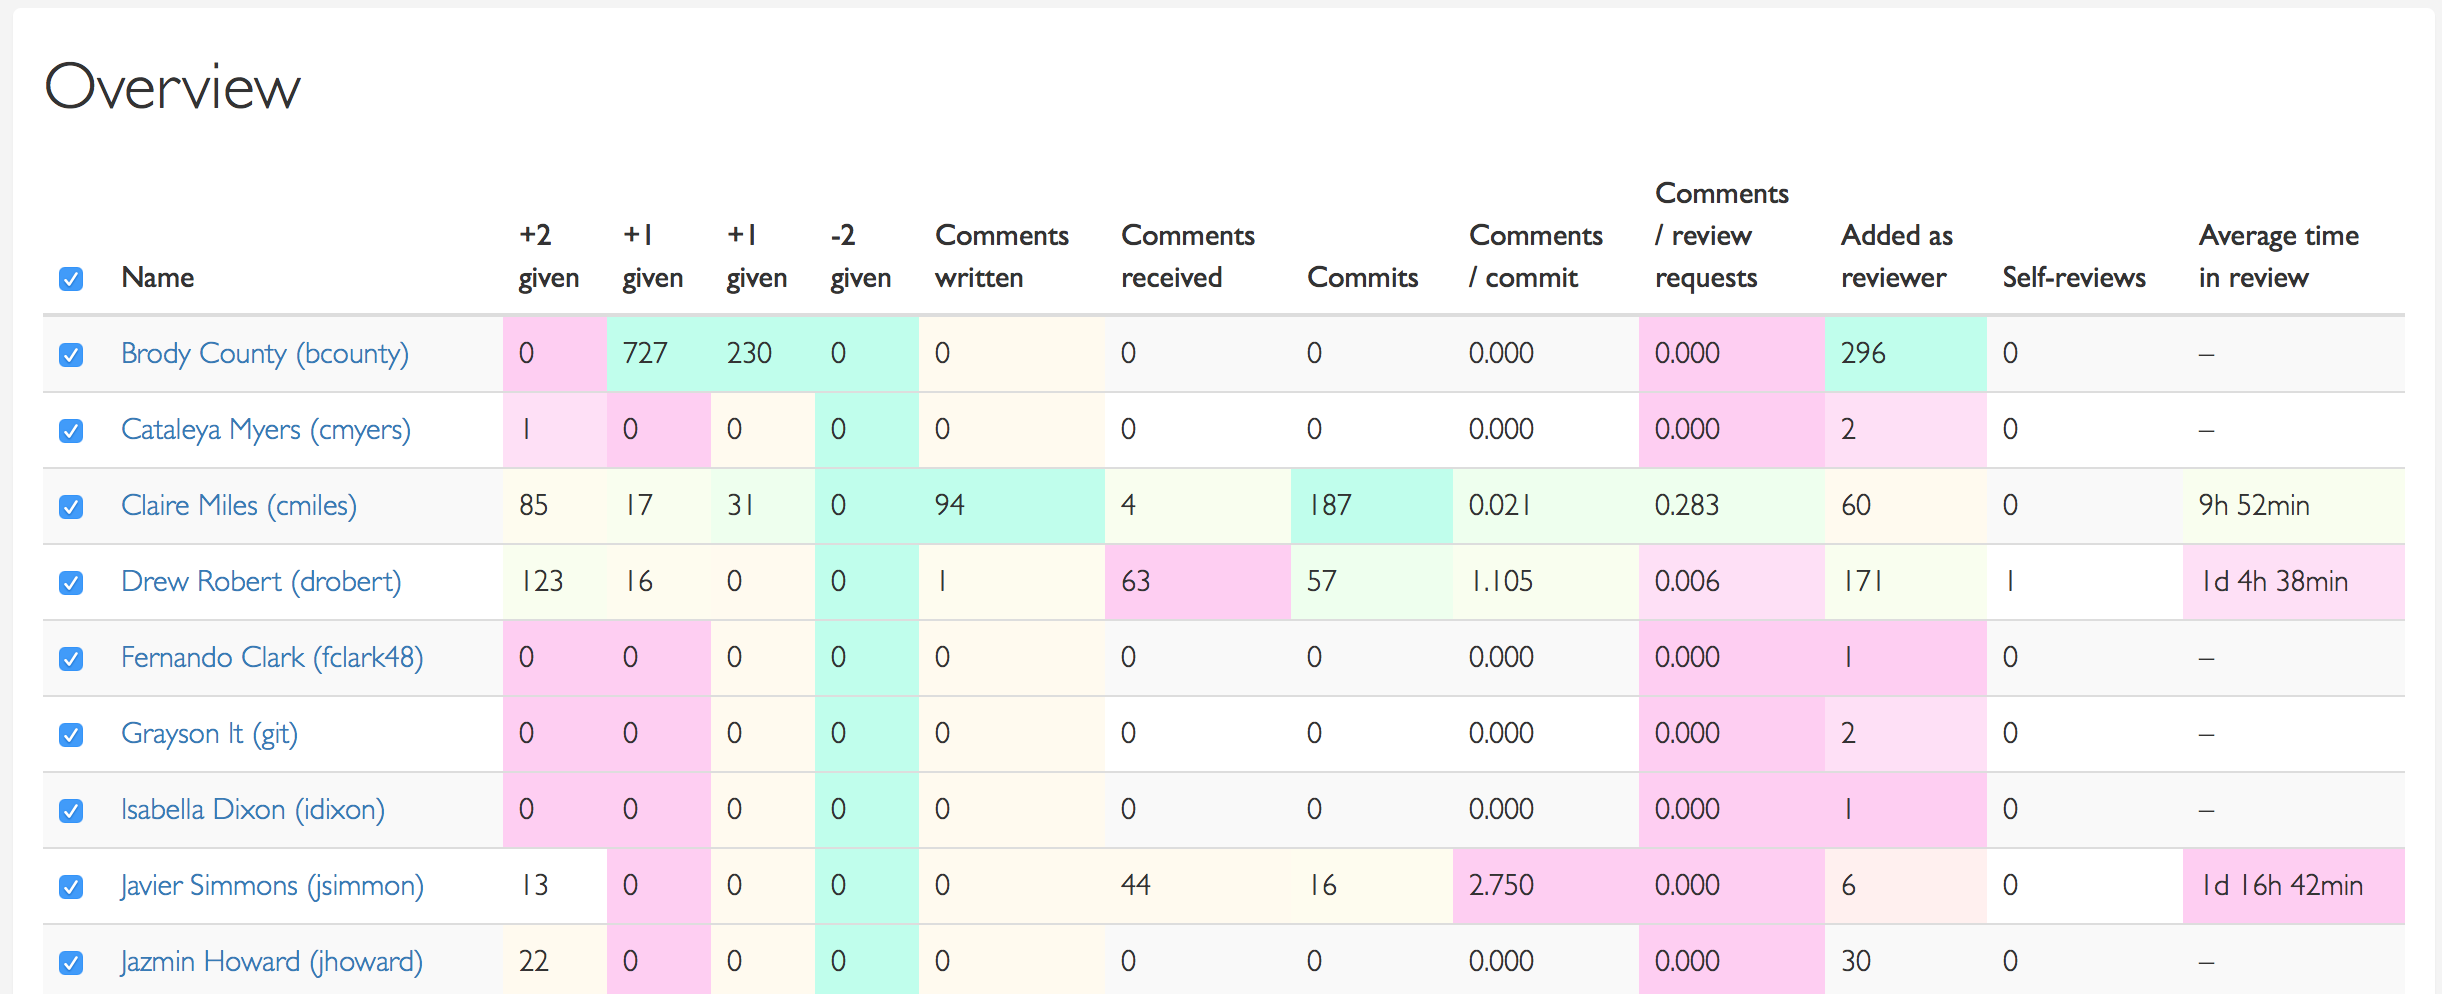 Overview
Name +2 given +1 given +1 given -2 given Comments written Comments received Commits Comments / commit Comments / review requests Added as reviewer Self-reviews Average time in review
Brody County (bcounty) 0 727 230 0 0 0 0 0.000 0.000 296 0 –
Cataleya Myers (cmyers) 1 0 0 0 0 0 0 0.000 0.000 2 0 –
Claire Miles (cmiles) 85 17 31 0 94 4 187 0.021 0.283 60 0 9h 52min
Drew Robert (drobert) 123 16 0 0 1 63 57 1.105 0.006 171 1 1d 4h 38min
Fernando Clark (fclark48) 0 0 0 0 0 0 0 0.000 0.000 1 0 –
Grayson It (git) 0 0 0 0 0 0 0 0.000 0.000 2 0 –
Isabella Dixon (idixon) 0 0 0 0 0 0 0 0.000 0.000 1 0 –
Javier Simmons (jsimmon) 13 0 0 0 0 44 16 2.750 0.000 6 0 1d 16h 42min
Jazmin Howard (jhoward) 22 0 0 0 0 0 0 0.000 0.000 30 0 –